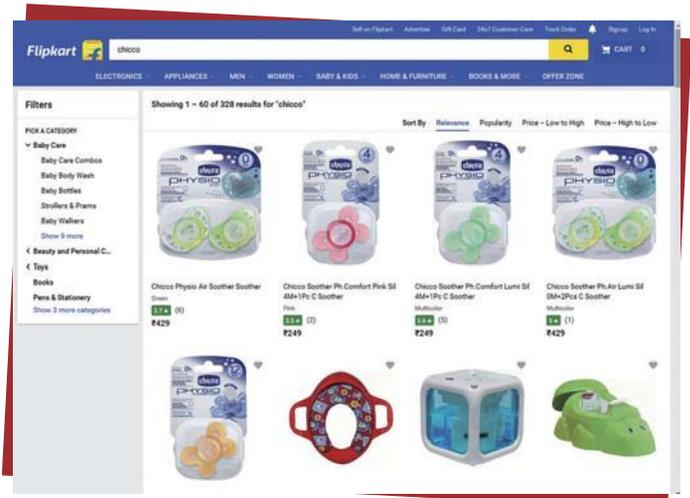 Sell on Flipkart Advertise Gift Card 24x7 Customer Care Track Order Signup Log In
Flipkart chicco CART 0
ELECTRONICS APPLIANCES MEN WOMEN BABY & KIDS HOME & FURNITURE BOOKS & MORE OFFER ZONE
Filters
PICK A CATEGORY
Baby Care
Baby Care Combos
Baby Body Wash
Baby Bottles
Strollers & Prams
Baby Walkers
Show 9 more
Beauty and Personal C...
Toys
Books
Pens & Stationery
Show 3 more categories
Showing 1 – 60 of 328 results for "chicco"
Sort By Relevance Popularity Price – Low to High Price – High to Low
chicco 0
PHYSIO
chicco 4
PHYSIO
chicco 4
PHYSIO
chicco 0
PHYSIO
Chicco Physio Air Soother Soother
Green
3.7 ★ (6)
₹429
Chicco Soother Ph.Comfort Pink Sil
4M+1Pc C Soother
Pink
3.5 ★ (2)
₹249
Chicco Soother Ph.Comfort Lumi Sil
4M+1Pc C Soother
Multicolor
3.8 ★ (5)
₹249
Chicco Soother Ph.Air Lumi Sil
0M+2Pcs C Soother
Multicolor
5 ★ (1)
₹429
chicco 12
PHYSIO